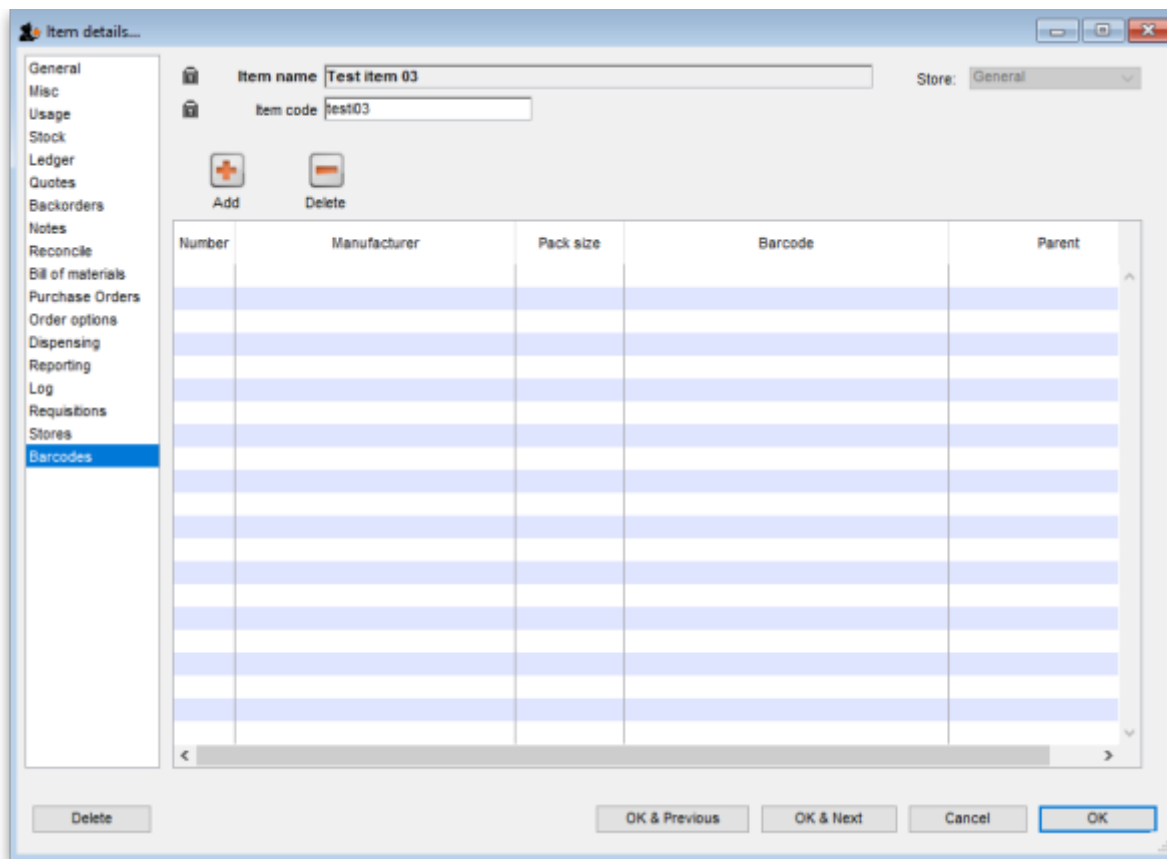 Item details...
General
Misc
Usage
Stock
Ledger
Quotes
Backorders
Notes
Reconcile
Bill of materials
Purchase Orders
Order options
Dispensing
Reporting
Log
Requisitions
Stores
Barcodes
Item name Test item 03 Store: General
Item code testi03
Add Delete
Number Manufacturer Pack size Barcode Parent
Delete OK & Previous OK & Next Cancel OK